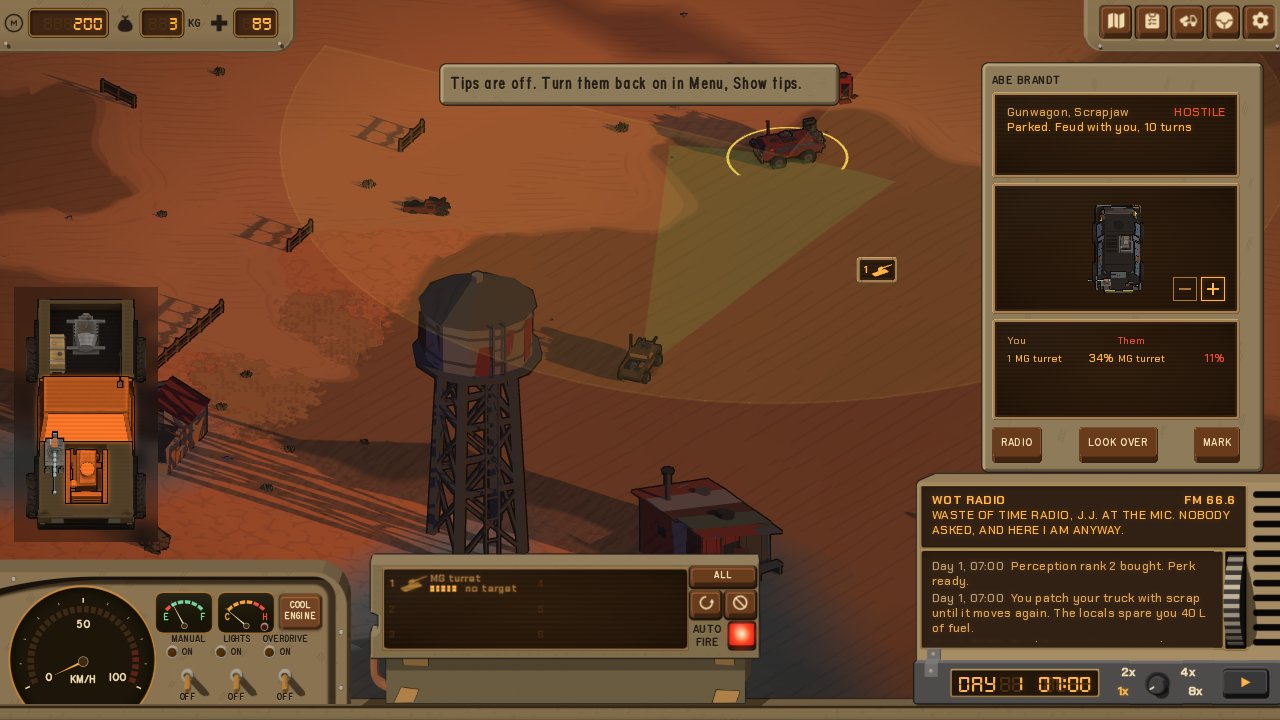 M 200 3 KG 89
Tips are off. Turn them back on in Menu, Show tips.
ABE BRANDT
Gunwagon, Scrapjaw HOSTILE
Parked. Feud with you, 10 turns
1
− +
You Them
1 MG turret 34% MG turret 11%
RADIO LOOK OVER MARK
WOT RADIO FM 66.6
WASTE OF TIME RADIO, J.J. AT THE MIC. NOBODY
ASKED, AND HERE I AM ANYWAY.
Day 1, 07:00 Perception rank 2 bought. Perk
ready.
Day 1, 07:00 You patch your truck with scrap
until it moves again. The locals spare you 40 L
of fuel.
DAY 1 07:00
2x 4x
1x 8x
1 MG turret 4
no target
2 5
3 6
ALL
AUTO
FIRE
50
0 KM/H 100
E F
C H
COOL
ENGINE
MANUAL LIGHTS OVERDRIVE
ON ON ON
OFF OFF OFF